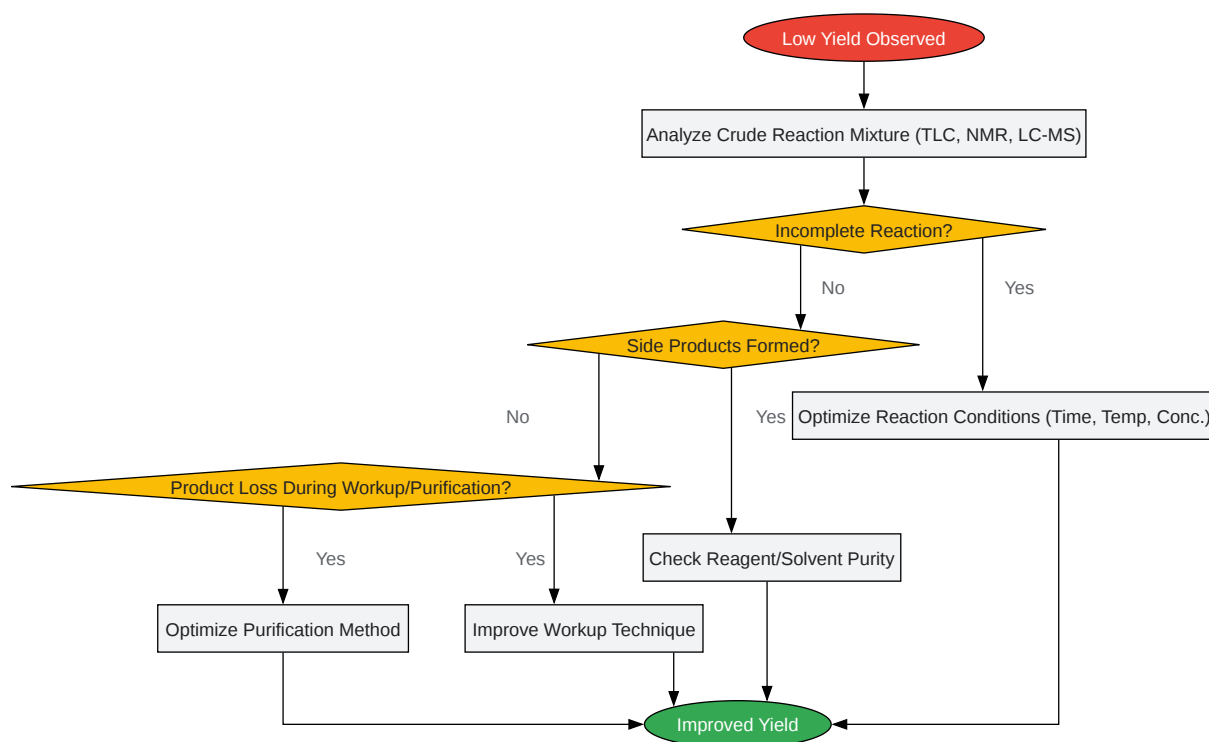 Low Yield Observed
Analyze Crude Reaction Mixture (TLC, NMR, LC-MS)
Incomplete Reaction?
No
Yes
Side Products Formed?
No
Yes
Optimize Reaction Conditions (Time, Temp, Conc.)
Product Loss During Workup/Purification?
Yes
Yes
Check Reagent/Solvent Purity
Optimize Purification Method
Improve Workup Technique
Improved Yield